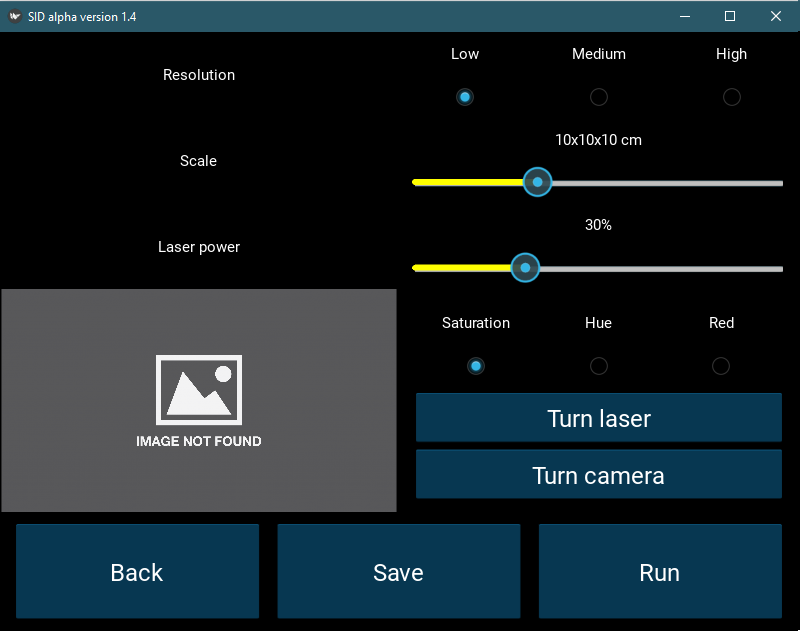 SID alpha version 1.4
Resolution
Low Medium High
Scale
10x10x10 cm
Laser power
30%
Saturation Hue Red
IMAGE NOT FOUND
Turn laser
Turn camera
Back Save Run